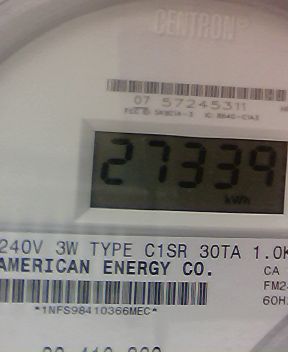 CENTRON®
07 57245311
27339
kWh
240V 3W TYPE C1SR 30TA 1.0K
AMERICAN ENERGY CO.
CA
FM2
60H
*1NFS98410366MEC*